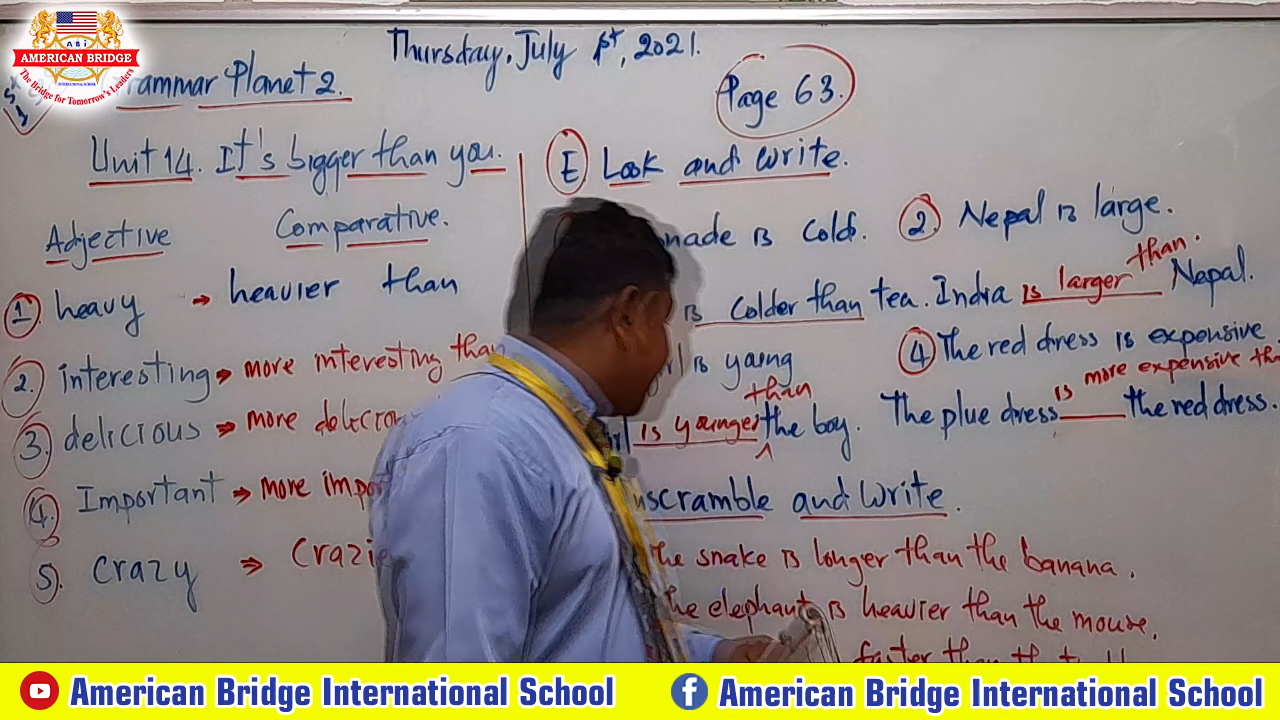 ABi
AMERICAN BRIDGE
INTERNATIONAL SCHOOL
The Bridge for Tomorrow's Leaders
Thursday, July 1st, 2021.
Grammar Planet 2.
Page 63.
Unit 14. It's bigger than you.
Adjective Comparative.
1. heavy → heavier than
2. interesting → more interesting than
3. delicious → more
4. Important → more
5. crazy →
E Look and write.
is cold.
is colder than tea.
is young
is younger than the boy.
2. Nepal is large.
India is larger than Nepal.
4 The red dress is expensive
The plue dress is more expensive the red dress.
and write.
The snake is longer than the banana.
The elephant is heavier than the mouse.
faster than
American Bridge International School
f American Bridge International School